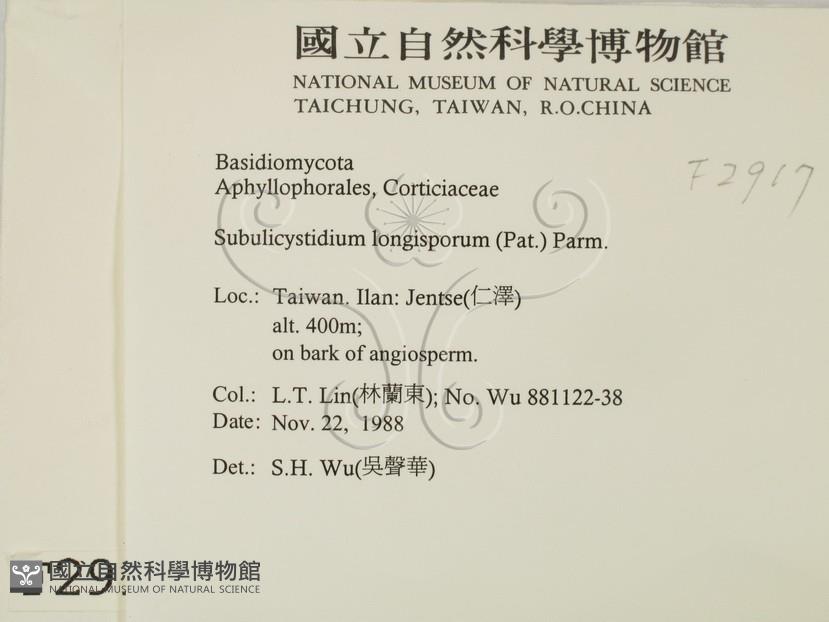 國立自然科學博物館
NATIONAL MUSEUM OF NATURAL SCIENCE
TAICHUNG, TAIWAN, R.O.CHINA
F2917
Basidiomycota
Aphyllophorales, Corticiaceae
Subulicystidium longisporum (Pat.) Parm.
Loc.: Taiwan. Ilan: Jentse(仁澤)
alt. 400m;
on bark of angiosperm.
Col.: L.T. Lin(林蘭東); No. Wu 881122-38
Date: Nov. 22, 1988
Det.: S.H. Wu(吳聲華)
國立自然科學博物館
NATIONAL MUSEUM OF NATURAL SCIENCE